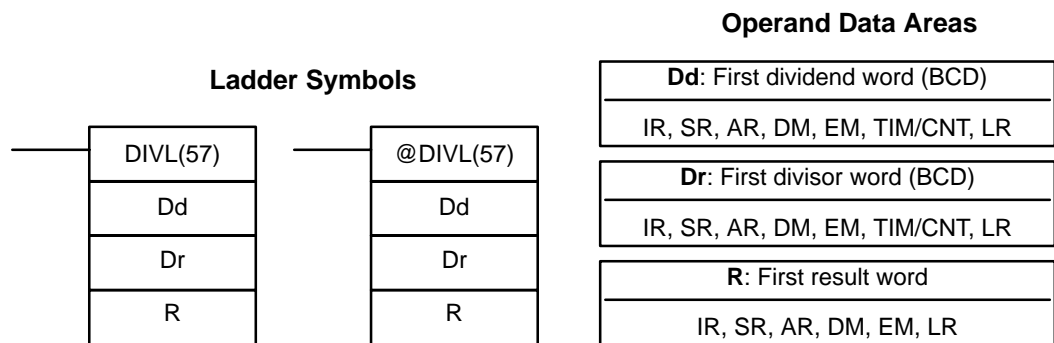 Operand Data Areas
Ladder Symbols
DIVL(57)
Dd
Dr
R
@DIVL(57)
Dd
Dr
R
Dd: First dividend word (BCD)
IR, SR, AR, DM, EM, TIM/CNT, LR
Dr: First divisor word (BCD)
IR, SR, AR, DM, EM, TIM/CNT, LR
R: First result word
IR, SR, AR, DM, EM, LR